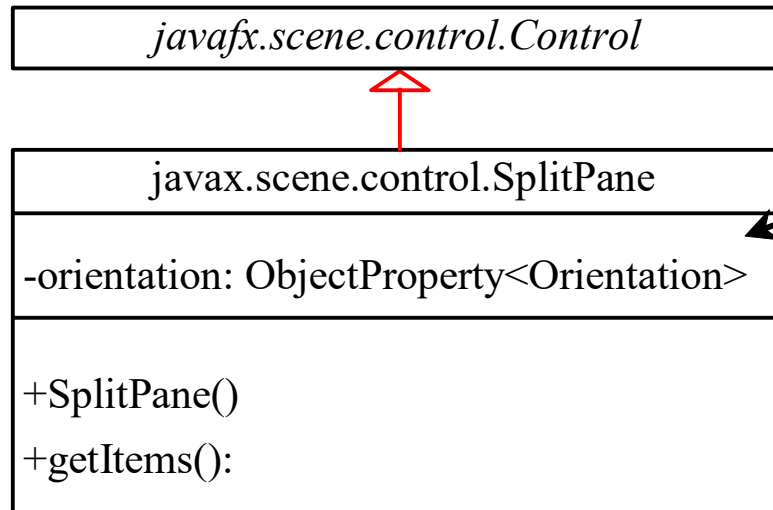 javafx.scene.control.Control
javax.scene.control.SplitPane
-orientation: ObjectProperty<Orientation>
+SplitPane()
+getItems():